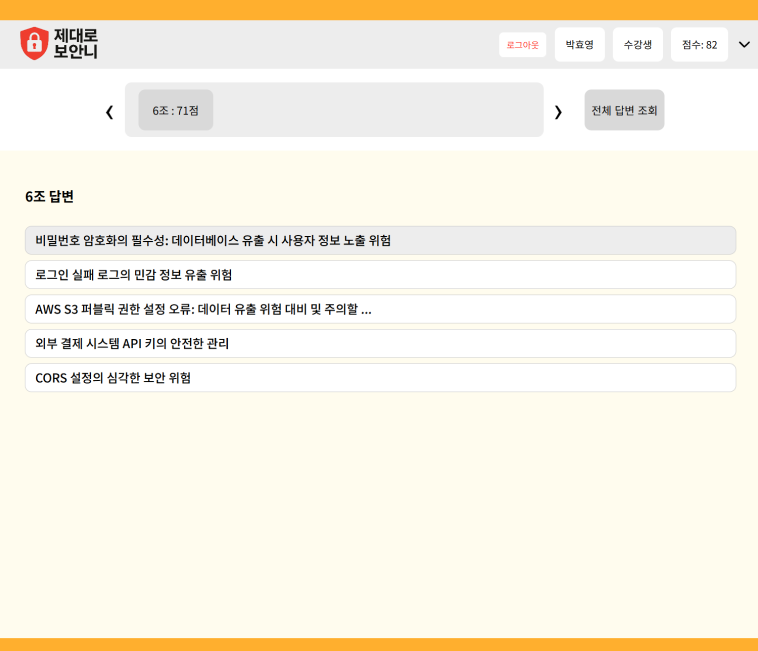 제대로
보안니
로그아웃
박효영
수강생
점수: 82
6조 : 71점
전체 답변 조회
6조 답변
비밀번호 암호화의 필수성: 데이터베이스 유출 시 사용자 정보 노출 위험
로그인 실패 로그의 민감 정보 유출 위험
AWS S3 퍼블릭 권한 설정 오류: 데이터 유출 위험 대비 및 주의할 ...
외부 결제 시스템 API 키의 안전한 관리
CORS 설정의 심각한 보안 위험